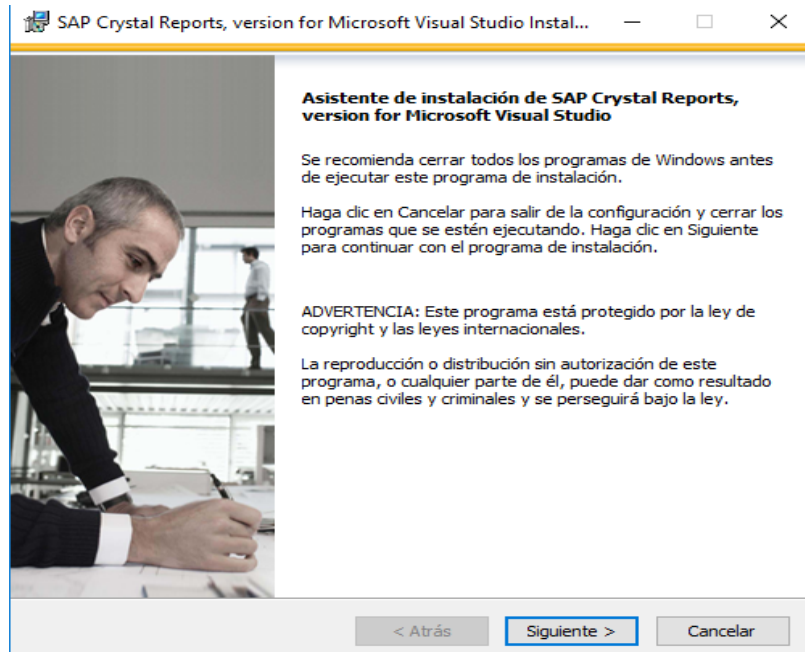 SAP Crystal Reports, version for Microsoft Visual Studio Instal...
Asistente de instalación de SAP Crystal Reports,
version for Microsoft Visual Studio
Se recomienda cerrar todos los programas de Windows antes
de ejecutar este programa de instalación.
Haga clic en Cancelar para salir de la configuración y cerrar los
programas que se estén ejecutando. Haga clic en Siguiente
para continuar con el programa de instalación.
ADVERTENCIA: Este programa está protegido por la ley de
copyright y las leyes internacionales.
La reproducción o distribución sin autorización de este
programa, o cualquier parte de él, puede dar como resultado
en penas civiles y criminales y se perseguirá bajo la ley.
< Atrás Siguiente > Cancelar